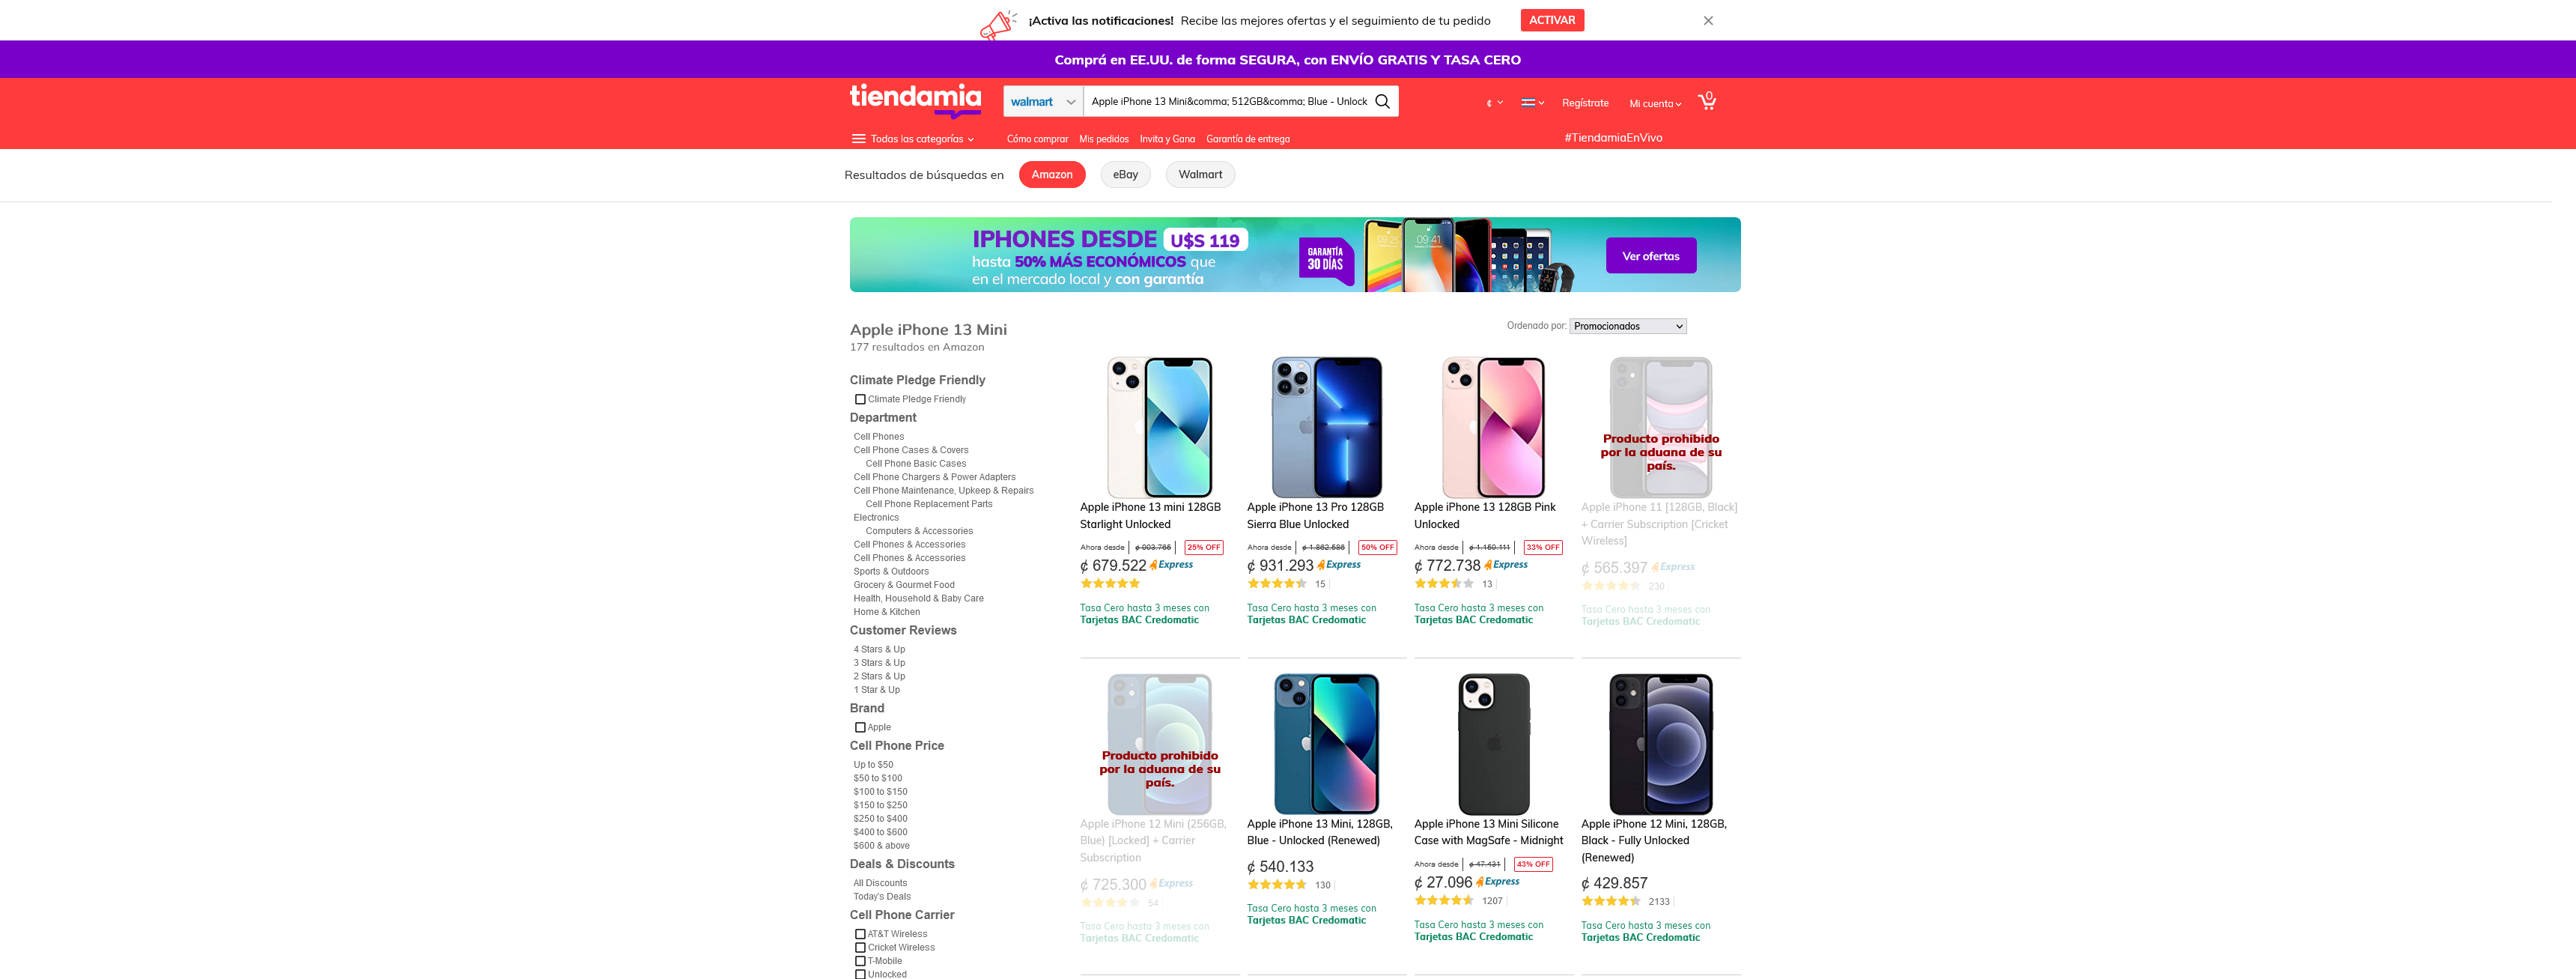 ¡Activa las notificaciones! Recibe las mejores ofertas y el seguimiento de tu pedido
ACTIVAR
Comprá en EE.UU. de forma SEGURA, con ENVÍO GRATIS Y TASA CERO
tiendamia
walmart
Apple iPhone 13 Mini&comma; 512GB&comma; Blue - Unlock
¢
Regístrate
Mi cuenta
0
Todas las categorías
Cómo comprar
Mis pedidos
Invita y Gana
Garantía de entrega
#TiendamiaEnVivo
Resultados de búsquedas en
Amazon
eBay
Walmart
IPHONES DESDE U$S 119
hasta 50% MÁS ECONÓMICOS que
en el mercado local y con garantía
GARANTÍA
30 DÍAS
09:41
Ver ofertas
Apple iPhone 13 Mini
177 resultados en Amazon
Ordenado por: Promocionados
Climate Pledge Friendly
Climate Pledge Friendly
Department
Cell Phones
Cell Phone Cases & Covers
Cell Phone Basic Cases
Cell Phone Chargers & Power Adapters
Cell Phone Maintenance, Upkeep & Repairs
Cell Phone Replacement Parts
Electronics
Computers & Accessories
Cell Phones & Accessories
Cell Phones & Accessories
Sports & Outdoors
Grocery & Gourmet Food
Health, Household & Baby Care
Home & Kitchen
Customer Reviews
4 Stars & Up
3 Stars & Up
2 Stars & Up
1 Star & Up
Brand
Apple
Cell Phone Price
Up to $50
$50 to $100
$100 to $150
$150 to $250
$250 to $400
$400 to $600
$600 & above
Deals & Discounts
All Discounts
Today's Deals
Cell Phone Carrier
AT&T Wireless
Cricket Wireless
T-Mobile
Unlocked
Apple iPhone 13 mini 128GB
Starlight Unlocked
Ahora desde
25% OFF
¢ 679.522 Express
Tasa Cero hasta 3 meses con
Tarjetas BAC Credomatic
Apple iPhone 13 Pro 128GB
Sierra Blue Unlocked
Ahora desde ¢ 1.862.586 50% OFF
¢ 931.293 Express
15
Tasa Cero hasta 3 meses con
Tarjetas BAC Credomatic
Apple iPhone 13 128GB Pink
Unlocked
Ahora desde
33% OFF
¢ 772.738 Express
13
Tasa Cero hasta 3 meses con
Tarjetas BAC Credomatic
Producto prohibido
por la aduana de su
país.
Apple iPhone 11 [128GB, Black]
+ Carrier Subscription [Cricket
Wireless]
¢ 565.397 Express
230
Tasa Cero hasta 3 meses con
Tarjetas BAC Credomatic
Producto prohibido
por la aduana de su
país.
Apple iPhone 12 Mini (256GB,
Blue) [Locked] + Carrier
Subscription
¢ 725.300 Express
54
Tasa Cero hasta 3 meses con
Tarjetas BAC Credomatic
Apple iPhone 13 Mini, 128GB,
Blue - Unlocked (Renewed)
¢ 540.133
130
Tasa Cero hasta 3 meses con
Tarjetas BAC Credomatic
Apple iPhone 13 Mini Silicone
Case with MagSafe - Midnight
Ahora desde ¢ 47.431 43% OFF
¢ 27.096 Express
1207
Tasa Cero hasta 3 meses con
Tarjetas BAC Credomatic
Apple iPhone 12 Mini, 128GB,
Black - Fully Unlocked
(Renewed)
¢ 429.857
2133
Tasa Cero hasta 3 meses con
Tarjetas BAC Credomatic